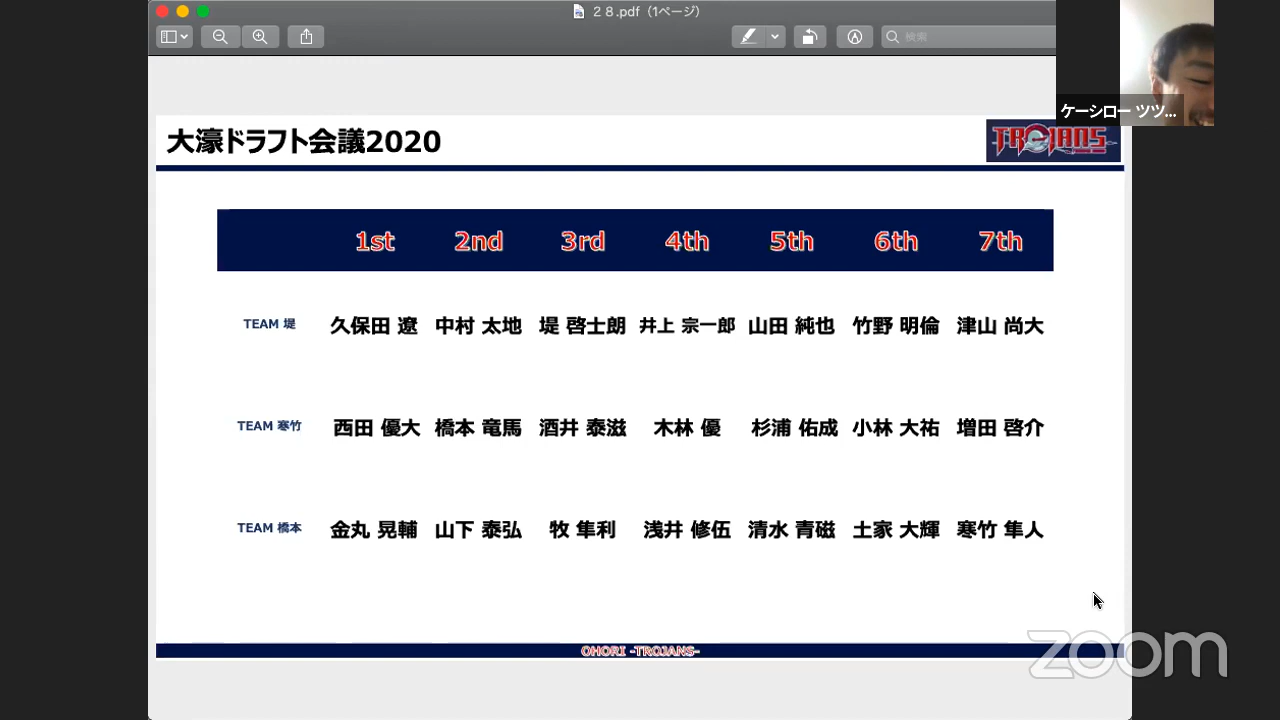 28.pdf（1ページ）
検索
ケーシロー ツツ...
大濠ドラフト会議2020
TROJANS
1st 2nd 3rd 4th 5th 6th 7th
TEAM 堤 久保田 遼 中村 太地 堤 啓士朗 井上 宗一郎 山田 純也 竹野 明倫 津山 尚大
TEAM 寒竹 西田 優大 橋本 竜馬 酒井 泰滋 木林 優 杉浦 佑成 小林 大祐 増田 啓介
TEAM 橋本 金丸 晃輔 山下 泰弘 牧 隼利 浅井 修伍 清水 青磁 土家 大輝 寒竹 隼人
OHORI -TROJANS-
zoom